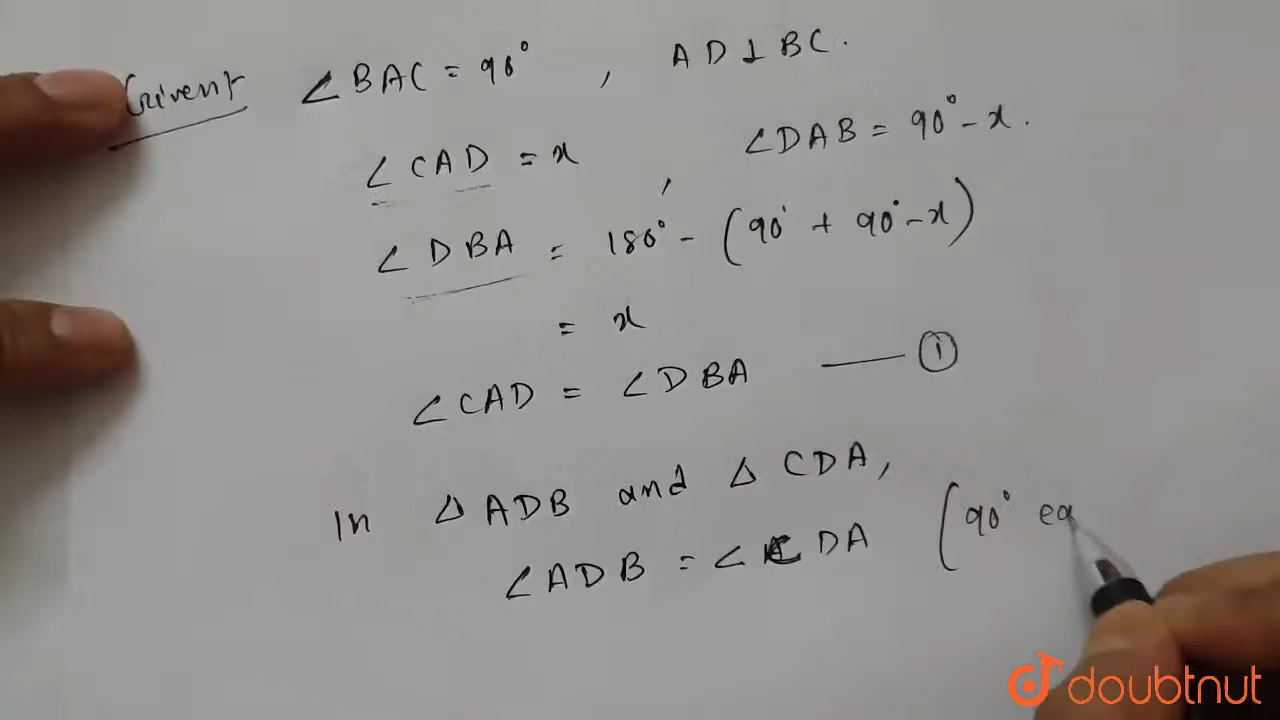 Given ∠BAC = 90° , AD⊥BC.
∠CAD = x , ∠DAB = 90° - x.
∠DBA = 180° - (90° + 90° - x)
= x
∠CAD = ∠DBA —— ①
In △ADB and △CDA,
∠ADB = ∠CDA [90° eq
doubtnut